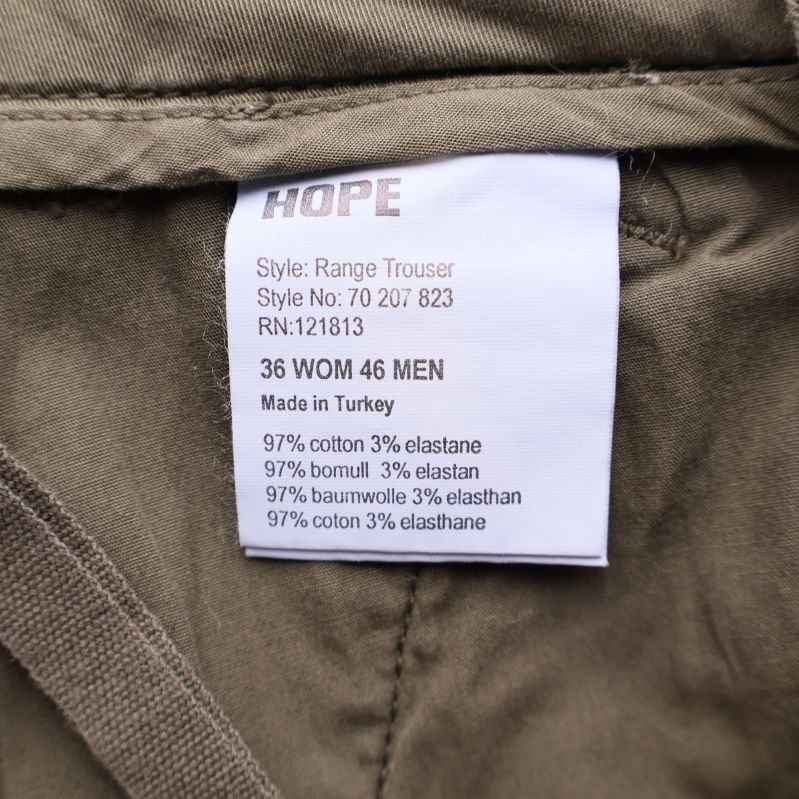 HOPE
Style: Range Trouser
Style No: 70 207 823
RN:121813
36 WOM 46 MEN
Made in Turkey
97% cotton 3% elastane
97% bomull 3% elastan
97% baumwolle 3% elasthan
97% coton 3% elasthane